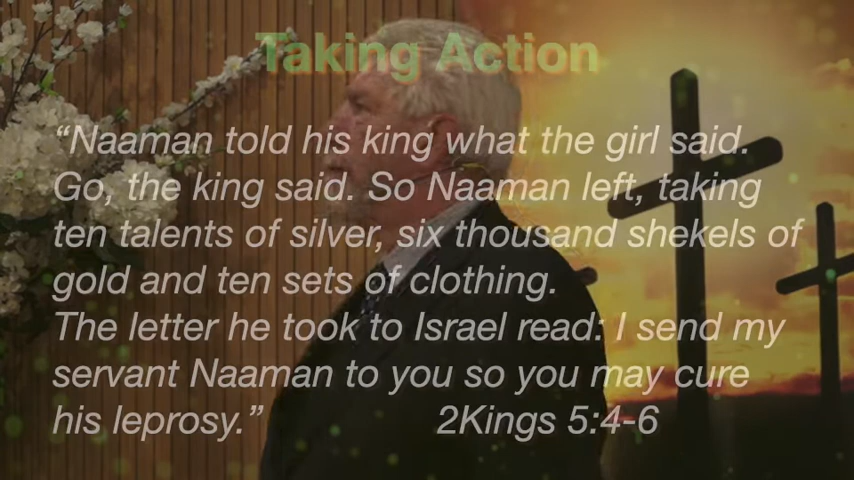 Taking Action
“Naaman told his king what the girl said.
Go, the king said. So Naaman left, taking
ten talents of silver, six thousand shekels of
gold and ten sets of clothing.
The letter he took to Israel read: I send my
servant Naaman to you so you may cure
his leprosy.” 2Kings 5:4-6